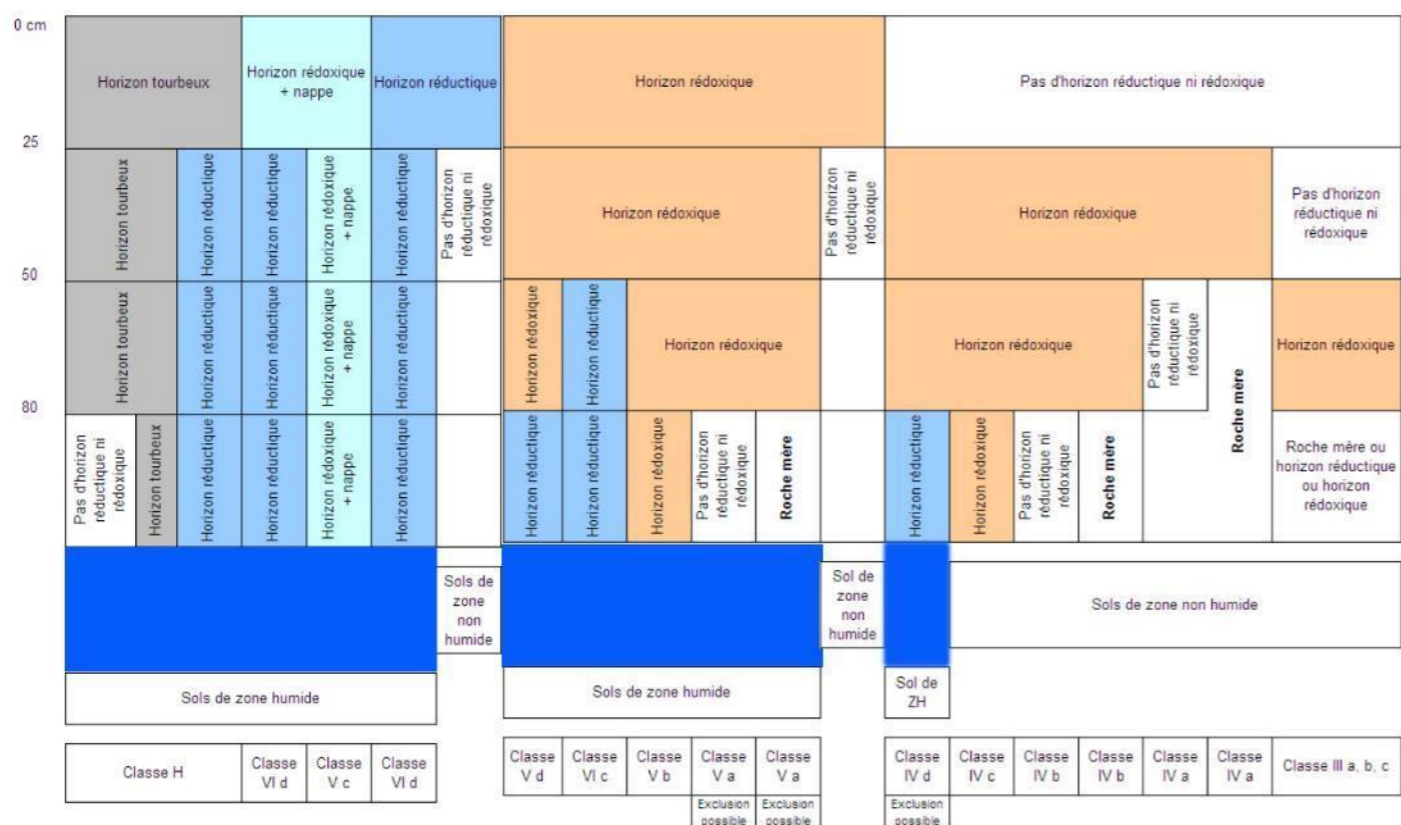 0 cm
Horizon tourbeux
Horizon rédoxique
+ nappe
Horizon réductique
Horizon rédoxique
Pas d'horizon réductique ni rédoxique
25
Horizon tourbeux
Horizon réductique
Horizon réductique
Horizon rédoxique
+ nappe
Horizon réductique
Pas d'horizon
réductique ni
rédoxique
Horizon rédoxique
Pas d'horizon
réductique ni
rédoxique
Horizon rédoxique
Pas d'horizon
réductique ni
rédoxique
50
Horizon tourbeux
Horizon réductique
Horizon réductique
Horizon rédoxique
+ nappe
Horizon réductique
Horizon rédoxique
Horizon réductique
Horizon rédoxique
Horizon rédoxique
Pas d'horizon
réductique ni
rédoxique
Roche mère
Horizon rédoxique
80
Pas d'horizon
réductique ni
rédoxique
Horizon tourbeux
Horizon réductique
Horizon réductique
Horizon rédoxique
+ nappe
Horizon réductique
Horizon réductique
Horizon réductique
Horizon rédoxique
Pas d'horizon
réductique ni
rédoxique
Roche mère
Horizon réductique
Horizon rédoxique
Pas d'horizon
réductique ni
rédoxique
Roche mère
Roche mère ou
horizon réductique
ou horizon
rédoxique
Sols de
zone
non
humide
Sol de
zone
non
humide
Sols de zone non humide
Sols de zone humide
Sols de zone humide
Sol de
ZH
Classe H
Classe
VI d
Classe
V c
Classe
VI d
Classe
V d
Classe
VI c
Classe
V b
Classe
V a
Classe
V a
Classe
IV d
Classe
IV c
Classe
IV b
Classe
IV b
Classe
IV a
Classe
IV a
Classe III a, b, c
Exclusion
possible
Exclusion
possible
Exclusion
possible